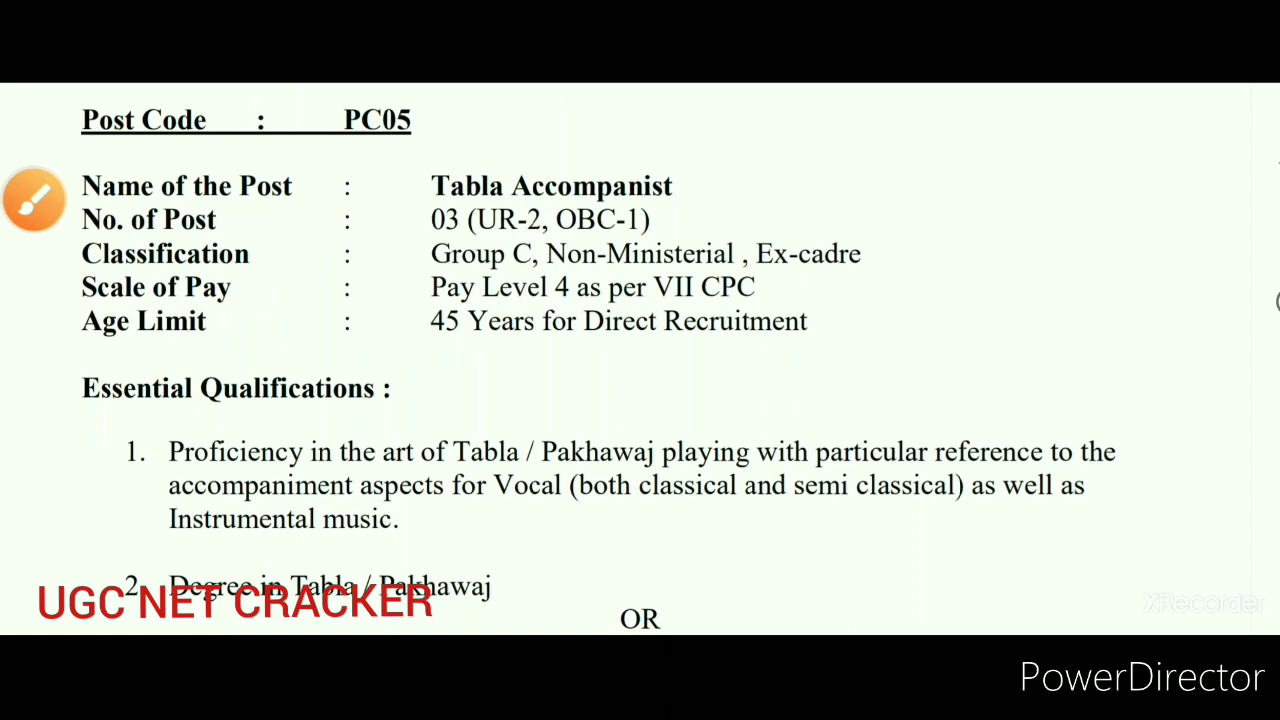 Post Code : PC05
Name of the Post : Tabla Accompanist
No. of Post : 03 (UR-2, OBC-1)
Classification : Group C, Non-Ministerial , Ex-cadre
Scale of Pay : Pay Level 4 as per VII CPC
Age Limit : 45 Years for Direct Recruitment
Essential Qualifications :
1. Proficiency in the art of Tabla / Pakhawaj playing with particular reference to the
accompaniment aspects for Vocal (both classical and semi classical) as well as
Instrumental music.
2. Degree in Tabla / Pakhawaj
UGC NET CRACKER
XRecorder
OR
PowerDirector